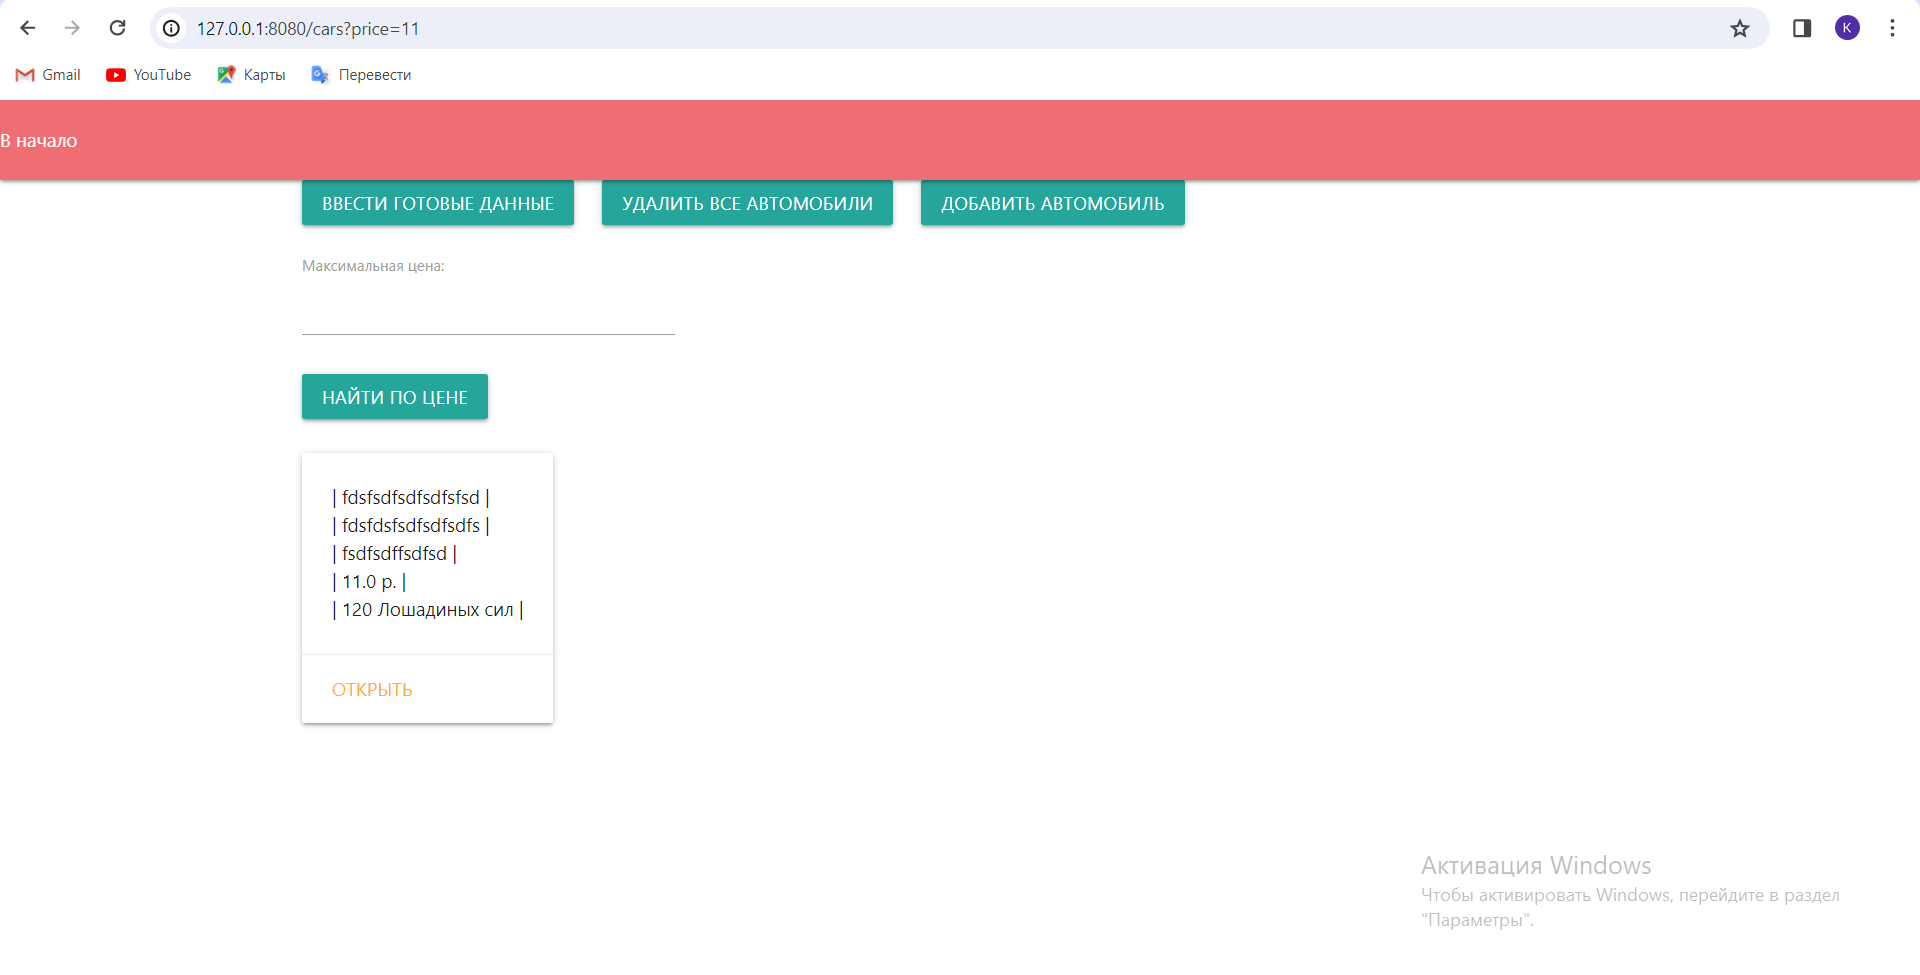 127.0.0.1:8080/cars?price=11
K
Gmail YouTube Карты Перевести
В начало
ВВЕСТИ ГОТОВЫЕ ДАННЫЕ УДАЛИТЬ ВСЕ АВТОМОБИЛИ ДОБАВИТЬ АВТОМОБИЛЬ
Максимальная цена:
НАЙТИ ПО ЦЕНЕ
| fdsfsdfsdfsdfsfsd |
| fdsfdsfsdfsdfsdfs |
| fsdfsdffsdfsd |
| 11.0 р. |
| 120 Лошадиных сил |
ОТКРЫТЬ
Активация Windows
Чтобы активировать Windows, перейдите в раздел
"Параметры".